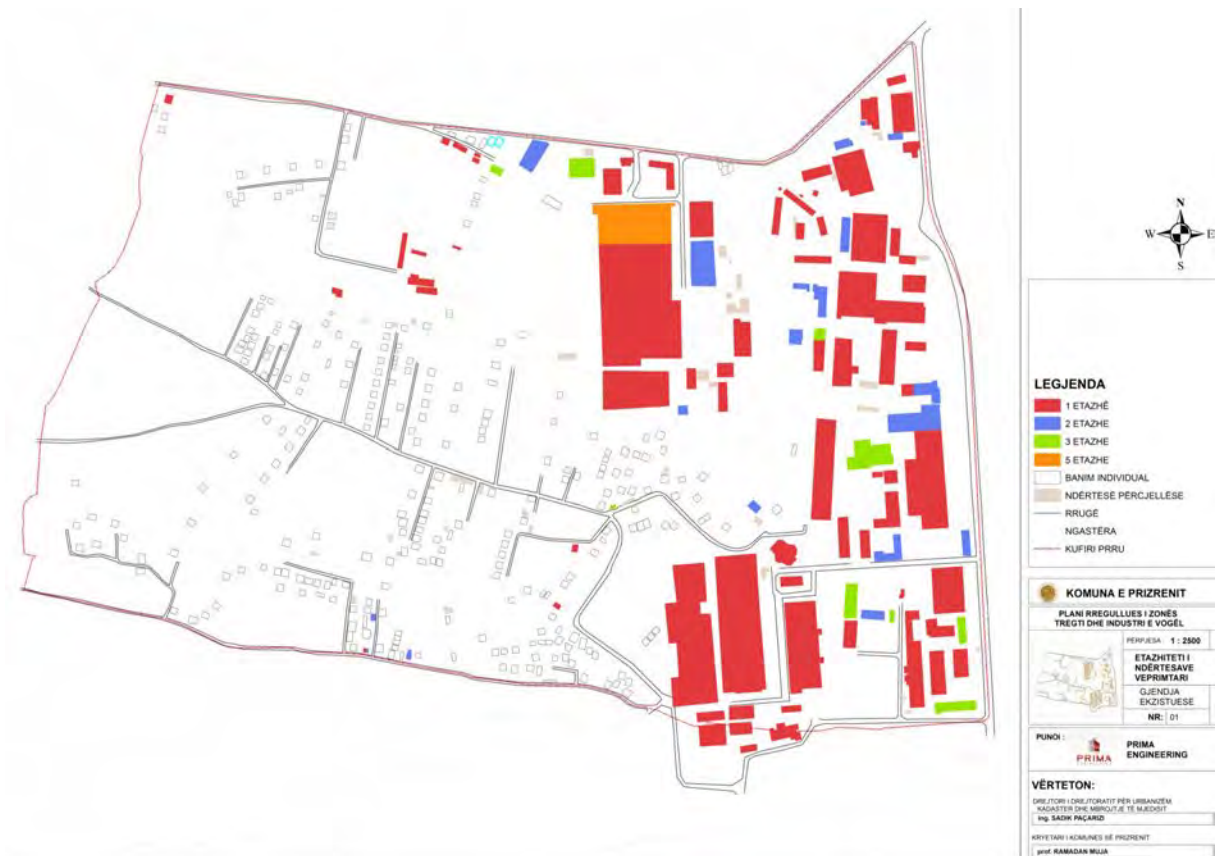 N
W E
S
LEGJENDA
1 ETAZHË
2 ETAZHE
3 ETAZHE
5 ETAZHE
BANIM INDIVIDUAL
NDËRTESË PËRCJELLËSE
RRUGË
NGASTËRA
KUFIRI PRRU
KOMUNA E PRIZRENIT
PLANI RREGULLUES I ZONËS
TREGTI DHE INDUSTRI E VOGËL
PËRPJESA : 1 : 2500
ETAZHITETI I
NDËRTESAVE
VEPRIMTARI
GJENDJA
EKZISTUESE
NR: 01
PUNOI :
PRIMA
PRIMA
ENGINEERING
VËRTETON:
DREJTORI I DREJTORATIT PËR URBANIZËM,
KADASTER DHE MBROJTJE TË MJEDISIT
ing. SADIK PAÇARIZI
KRYETARI I KOMUNËS SË PRIZRENIT
prof. RAMADAN MUJA